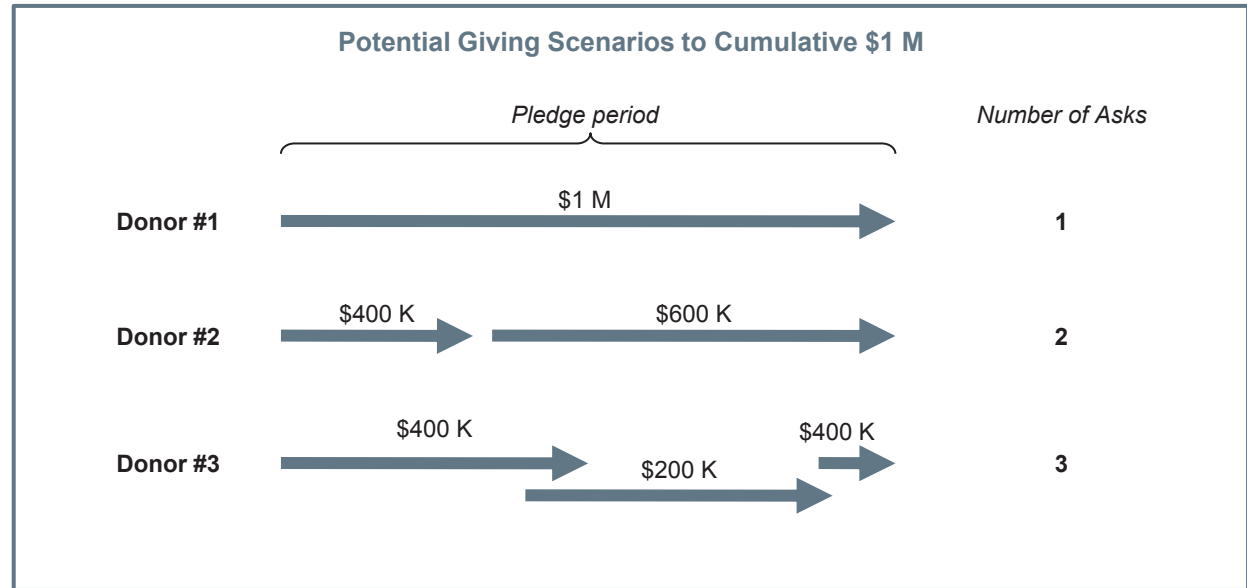 Potential Giving Scenarios to Cumulative $1 M
Pledge period
Number of Asks
$1 M
Donor #1
1
$400 K
$600 K
Donor #2
2
$400 K
$400 K
Donor #3
$200 K
3